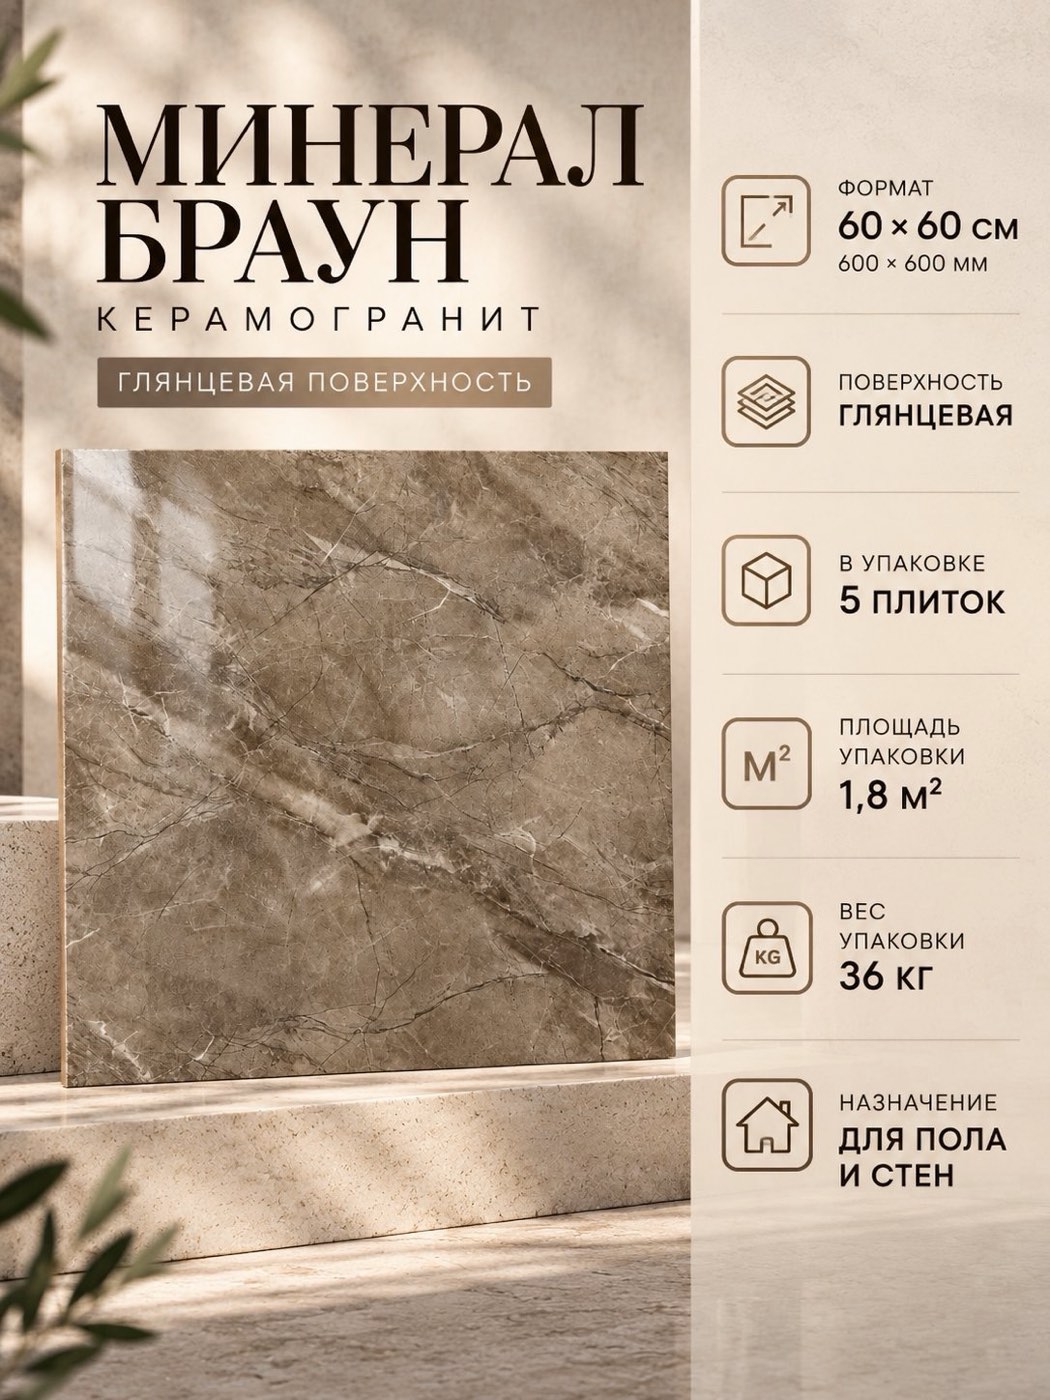 МИНЕРАЛ
БРАУН
КЕРАМОГРАНИТ
ГЛЯНЦЕВАЯ ПОВЕРХНОСТЬ
ФОРМАТ
60 × 60 см
600 × 600 мм
ПОВЕРХНОСТЬ
ГЛЯНЦЕВАЯ
В УПАКОВКЕ
5 ПЛИТОК
М²
ПЛОЩАДЬ
УПАКОВКИ
1,8 м²
KG
ВЕС
УПАКОВКИ
36 кг
НАЗНАЧЕНИЕ
ДЛЯ ПОЛА
И СТЕН